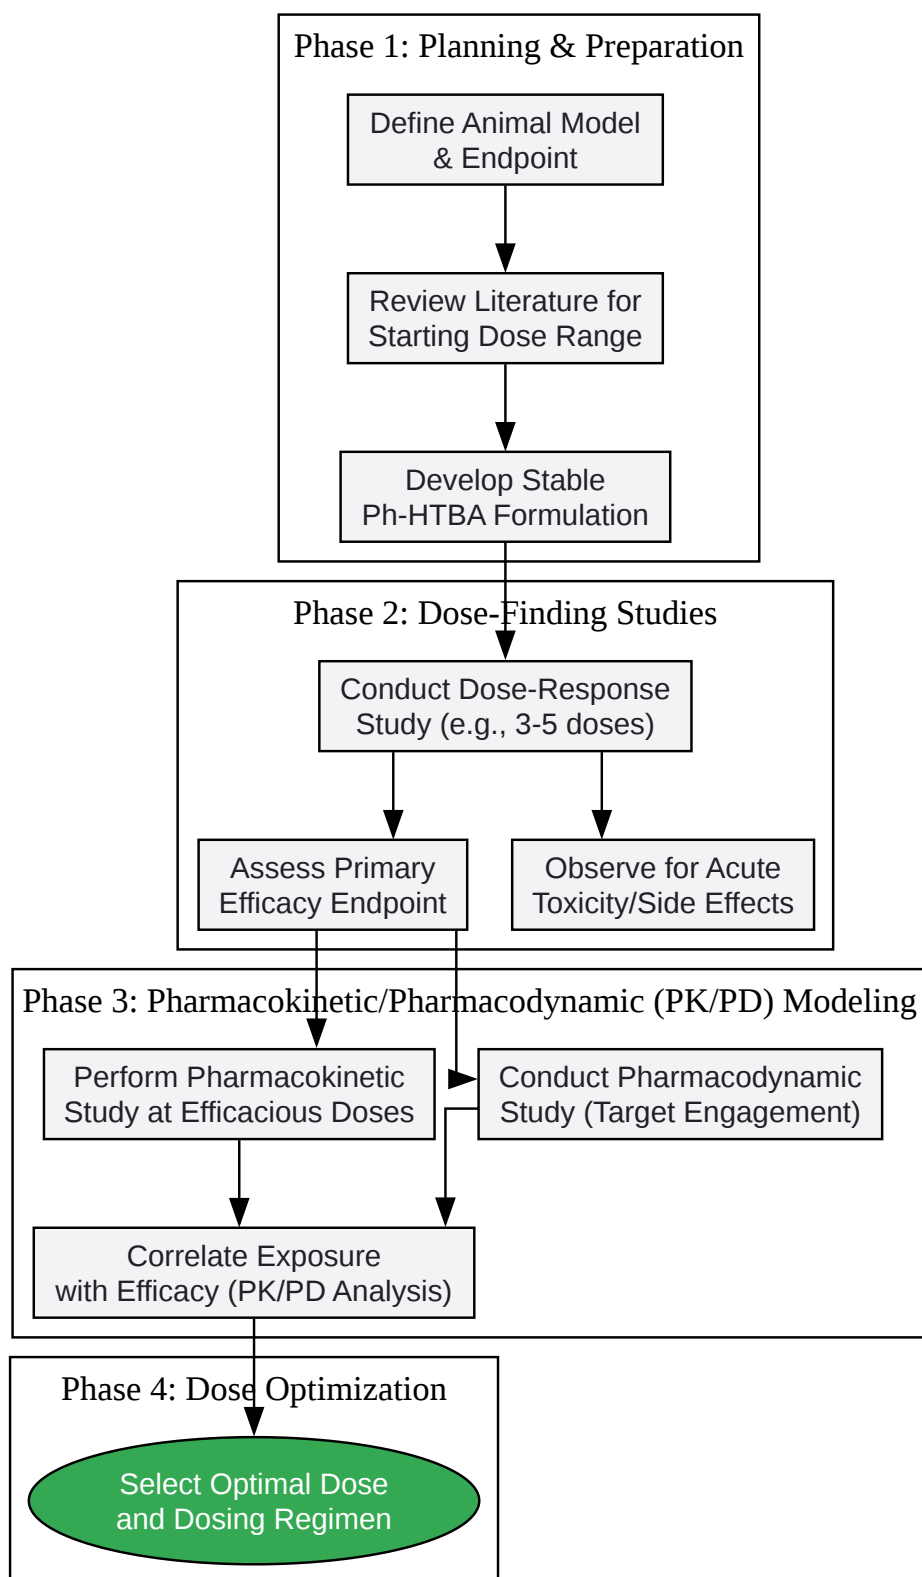 Phase 1: Planning & Preparation
Define Animal Model
& Endpoint
Review Literature for
Starting Dose Range
Develop Stable
Ph-HTBA Formulation
Phase 2: Dose-Finding Studies
Conduct Dose-Response
Study (e.g., 3-5 doses)
Assess Primary
Efficacy Endpoint
Observe for Acute
Toxicity/Side Effects
Phase 3: Pharmacokinetic/Pharmacodynamic (PK/PD) Modeling
Perform Pharmacokinetic
Study at Efficacious Doses
Conduct Pharmacodynamic
Study (Target Engagement)
Correlate Exposure
with Efficacy (PK/PD Analysis)
Phase 4: Dose Optimization
Select Optimal Dose
and Dosing Regimen